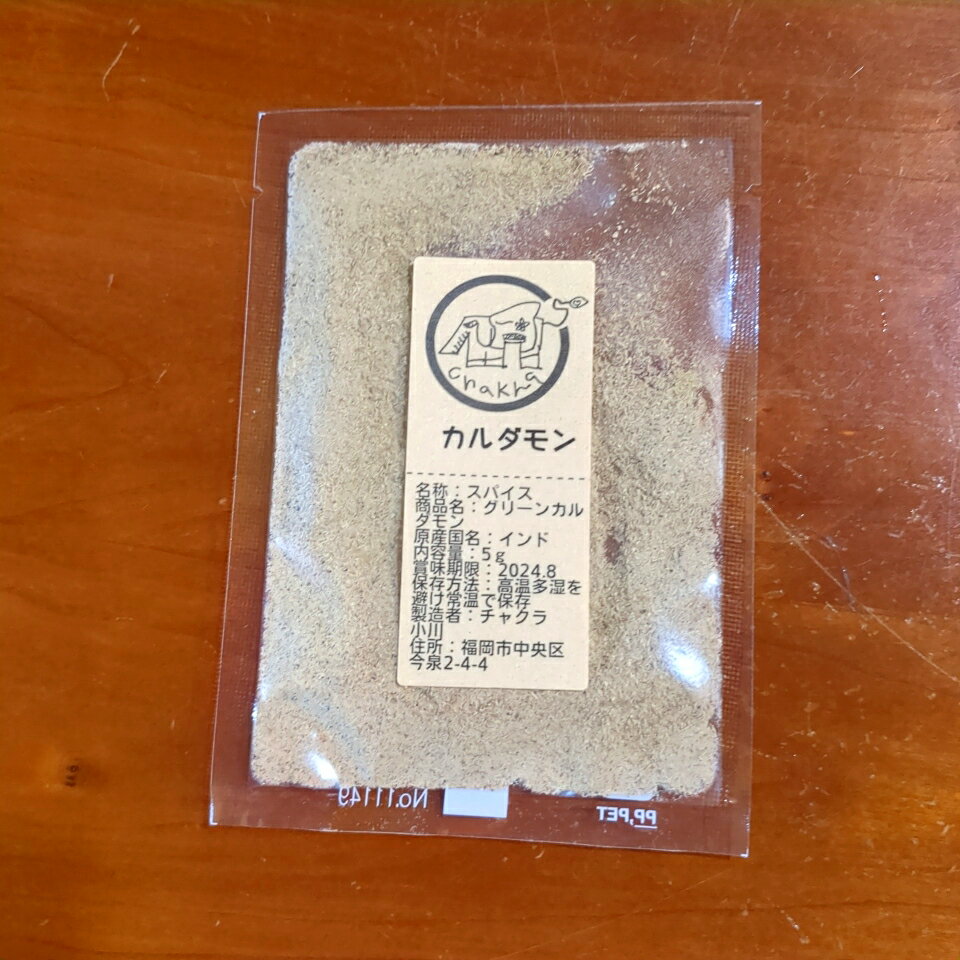 chakra
カルダモン
名称：スパイス
商品名：グリーンカル
ダモン
原産国名：インド
内容量：5g
賞味期限：2024.8
保存方法：高温多湿を
避け常温で保存
製造者：チャクラ
小川
住所：福岡市中央区
今泉2-4-4
No.11149
PP,PET